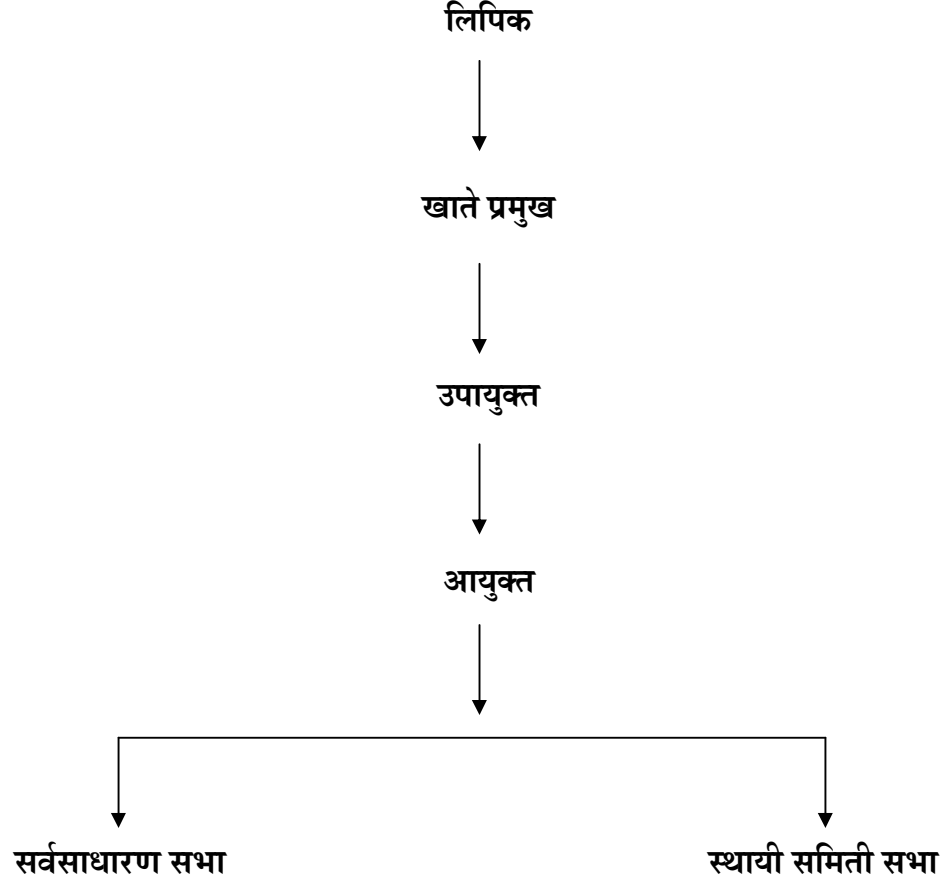 लिपिक
खाते प्रमुख
उपायुक्त
आयुक्त
सर्वसाधारण सभा
स्थायी समिती सभा